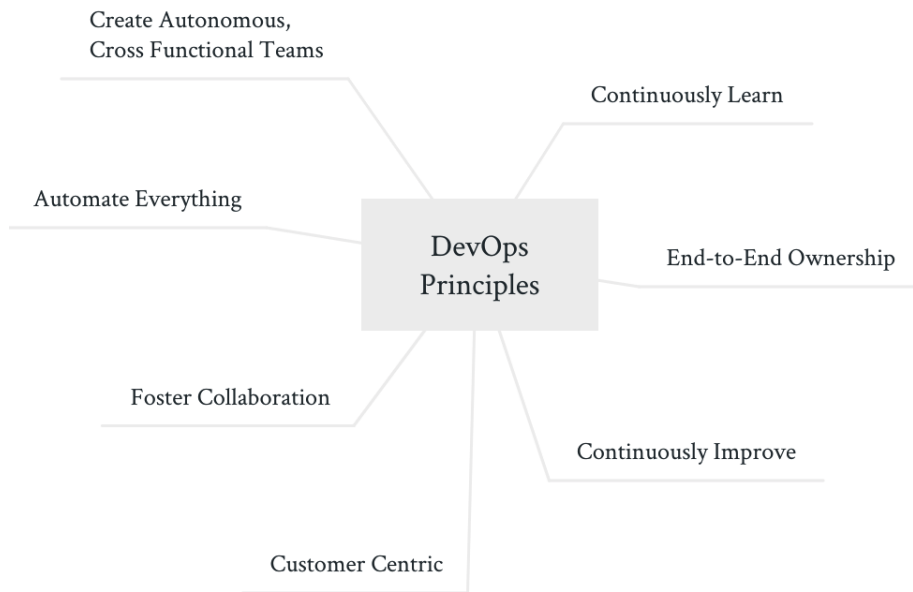 Create Autonomous,
Cross Functional Teams
Continuously Learn
Automate Everything
DevOps
Principles
End-to-End Ownership
Foster Collaboration
Continuously Improve
Customer Centric